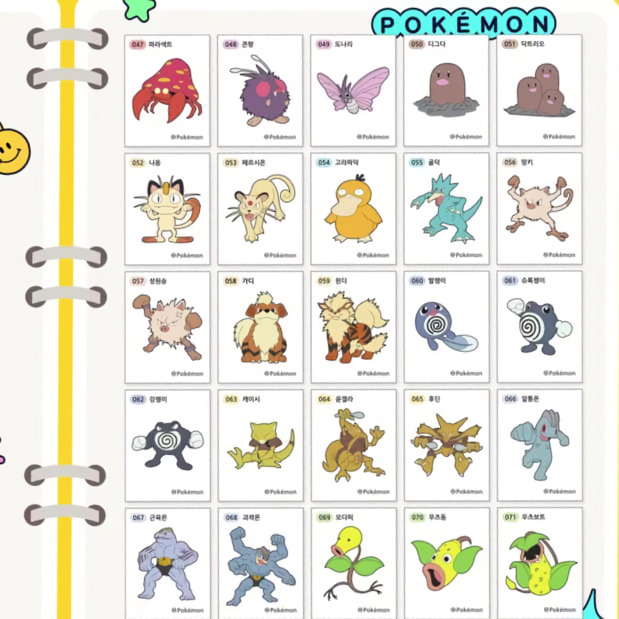 POKÉMON
047 파라섹트
048 콘팡
049 도나리
050 디그다
051 닥트리오
©Pokémon
©Pokémon
©Pokémon
©Pokémon
©Pokémon
052 나옹
053 페르시온
054 고라파덕
055 골덕
056 망키
©Pokémon
©Pokémon
©Pokémon
©Pokémon
©Pokémon
057 성원숭
058 가디
059 윈디
060 발챙이
061 슈륙챙이
©Pokémon
©Pokémon
©Pokémon
©Pokémon
©Pokémon
062 강챙이
063 캐이시
064 윤겔라
065 후딘
066 알통몬
©Pokémon
©Pokémon
©Pokémon
©Pokémon
©Pokémon
067 근육몬
068 괴력몬
069 모다피
070 우츠동
071 우츠보트
©Pokémon
©Pokémon
©Pokémon
©Pokémon
©Pokémon